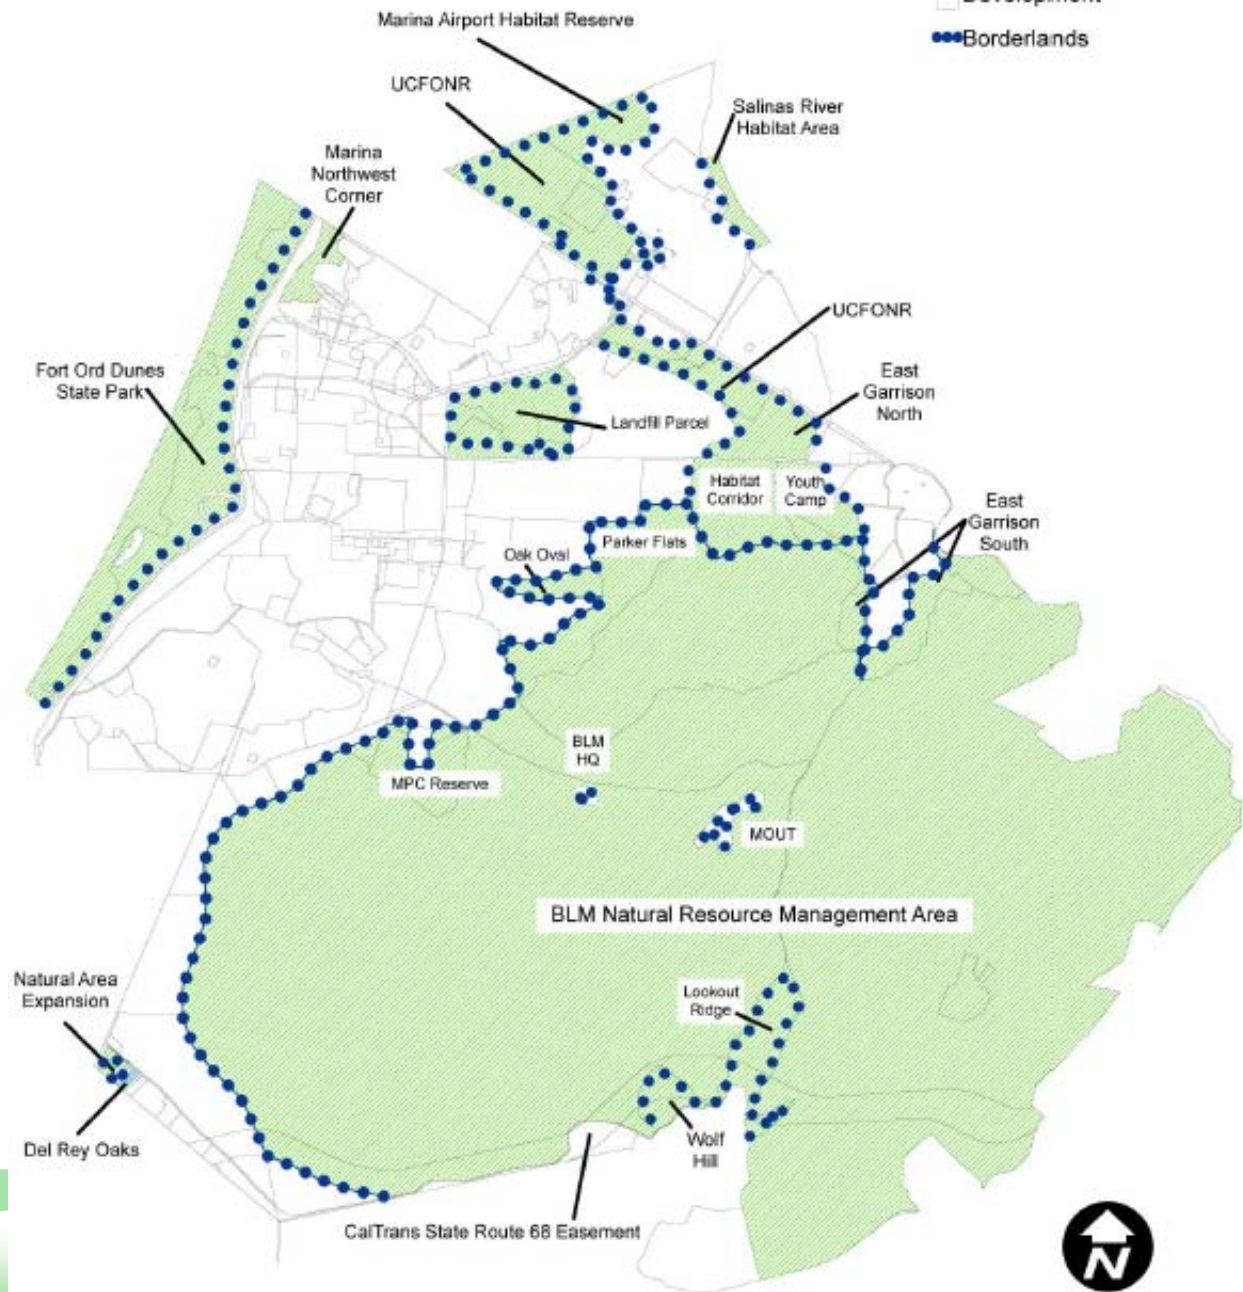 Development
Borderlands
Marina Airport Habitat Reserve
UCFONR
Salinas River
Habitat Area
Marina
Northwest
Corner
UCFONR
Fort Ord Dunes
State Park
East
Garrison
North
Landfill Parcel
Habitat
Corridor
Youth
Camp
East
Garrison
South
Parker Flats
Oak Oval
BLM
HQ
MPC Reserve
MOUT
BLM Natural Resource Management Area
Natural Area
Expansion
Lookout
Ridge
Del Rey Oaks
Wolf
Hill
CalTrans State Route 68 Easement
N